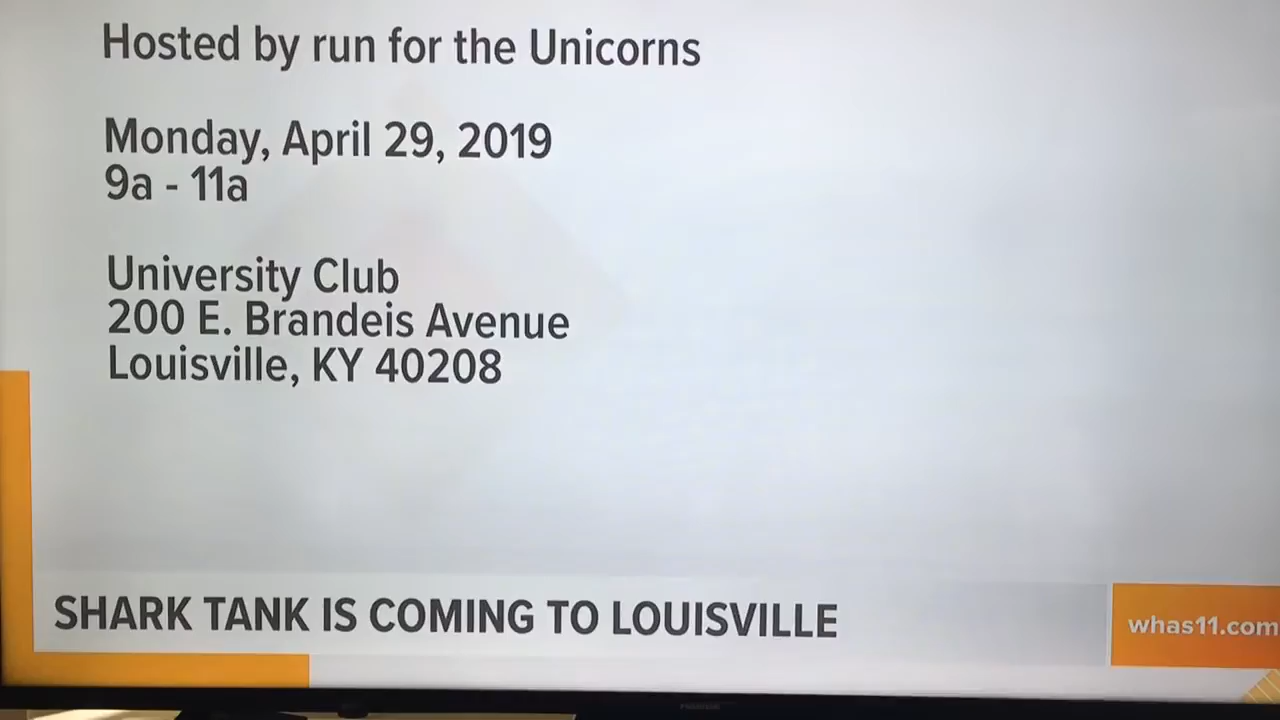 Hosted by run for the Unicorns
Monday, April 29, 2019
9a - 11a
University Club
200 E. Brandeis Avenue
Louisville, KY 40208
SHARK TANK IS COMING TO LOUISVILLE
whas11.com